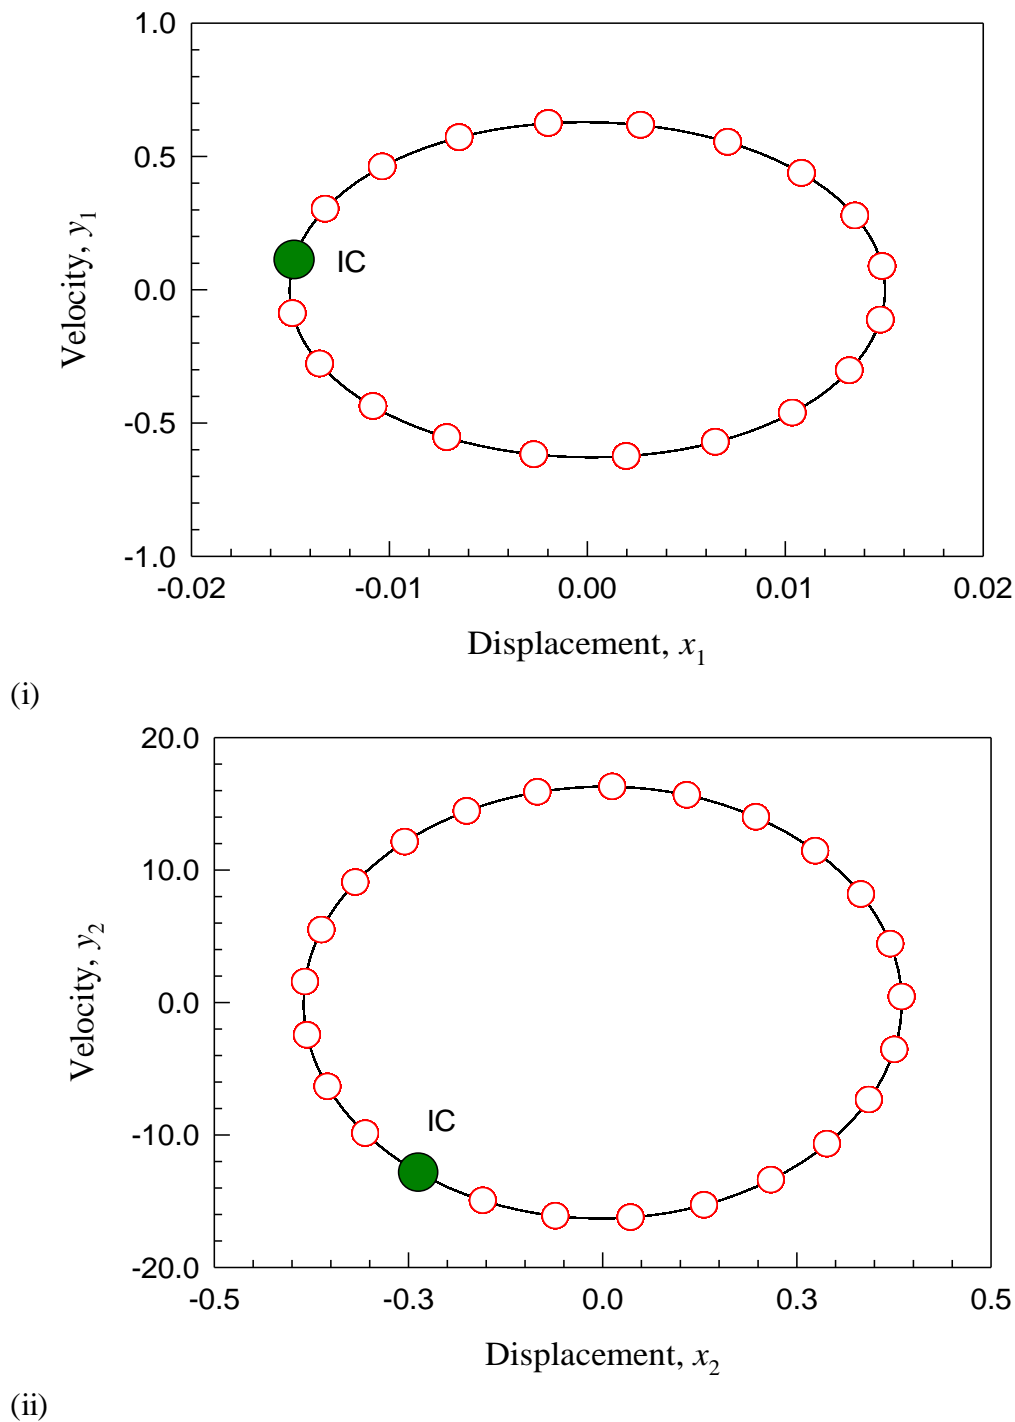 1.0
0.5
0.0
-0.5
-1.0
Velocity, y1
IC
-0.02 -0.01 0.00 0.01 0.02
Displacement, x1
(i)
20.0
10.0
0.0
-10.0
-20.0
Velocity, y2
IC
-0.5 -0.3 0.0 0.3 0.5
Displacement, x2
(ii)